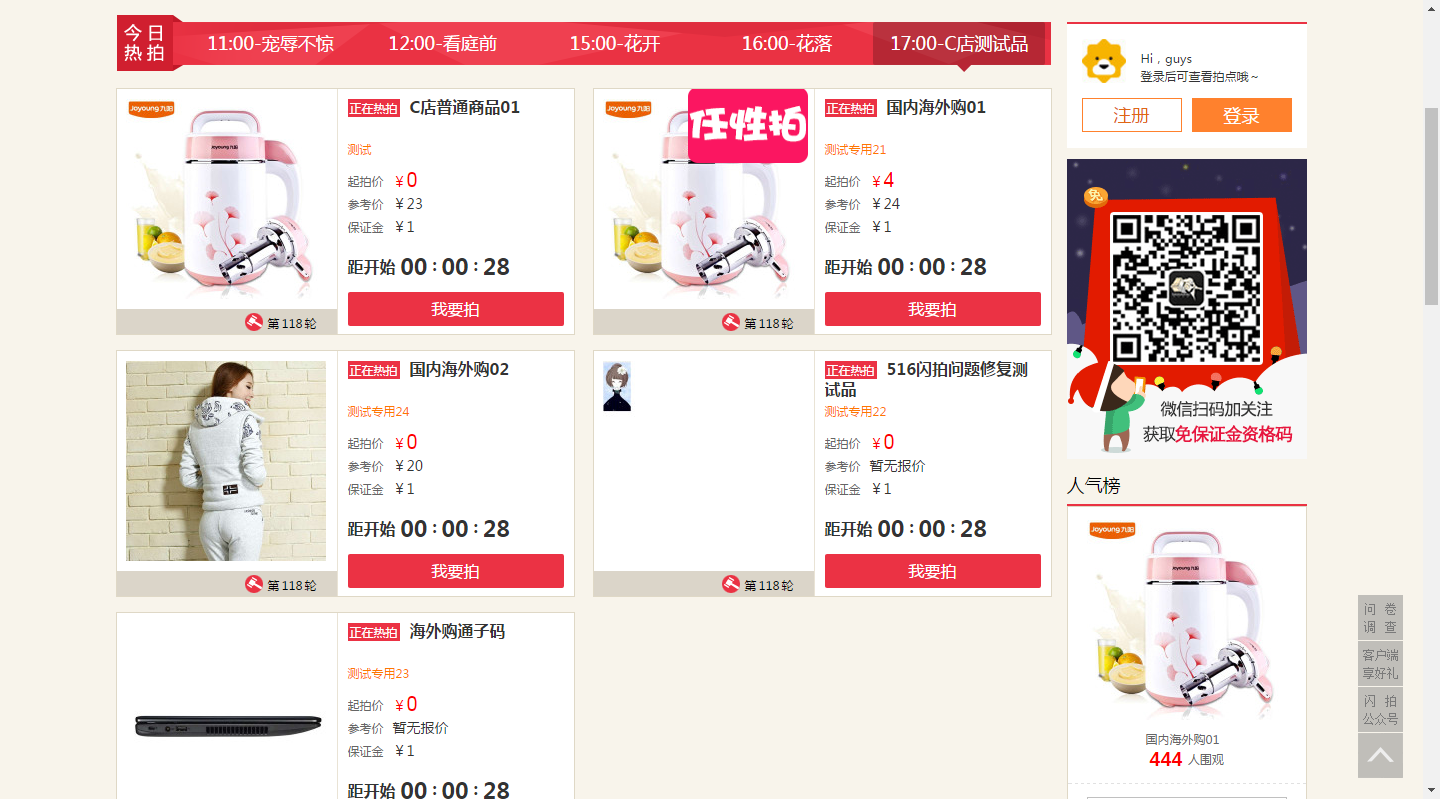 今日
热拍
11:00-宠辱不惊
12:00-看庭前
15:00-花开
16:00-花落
17:00-C店测试品
Joyoung九阳
正在热拍 C店普通商品01
测试
起拍价 ¥0
参考价 ¥23
保证金 ¥1
距开始 00:00:28
我要拍
第118轮
Joyoung九阳
任性拍
正在热拍 国内海外购01
测试专用21
起拍价 ¥4
参考价 ¥24
保证金 ¥1
距开始 00:00:28
我要拍
第118轮
正在热拍 国内海外购02
测试专用24
起拍价 ¥0
参考价 ¥20
保证金 ¥1
距开始 00:00:28
我要拍
第118轮
正在热拍 516闪拍问题修复测
试品
测试专用22
起拍价 ¥0
参考价 暂无报价
保证金 ¥1
距开始 00:00:28
我要拍
第118轮
正在热拍 海外购通子码
测试专用23
起拍价 ¥0
参考价 暂无报价
保证金 ¥1
距开始 00:00:28
Hi，guys
登录后可查看拍点哦～
注册
登录
免
微信扫码加关注
获取免保证金资格码
人气榜
Joyoung九阳
国内海外购01
444 人围观
问卷
调查
客户端
享好礼
闪拍
公众号